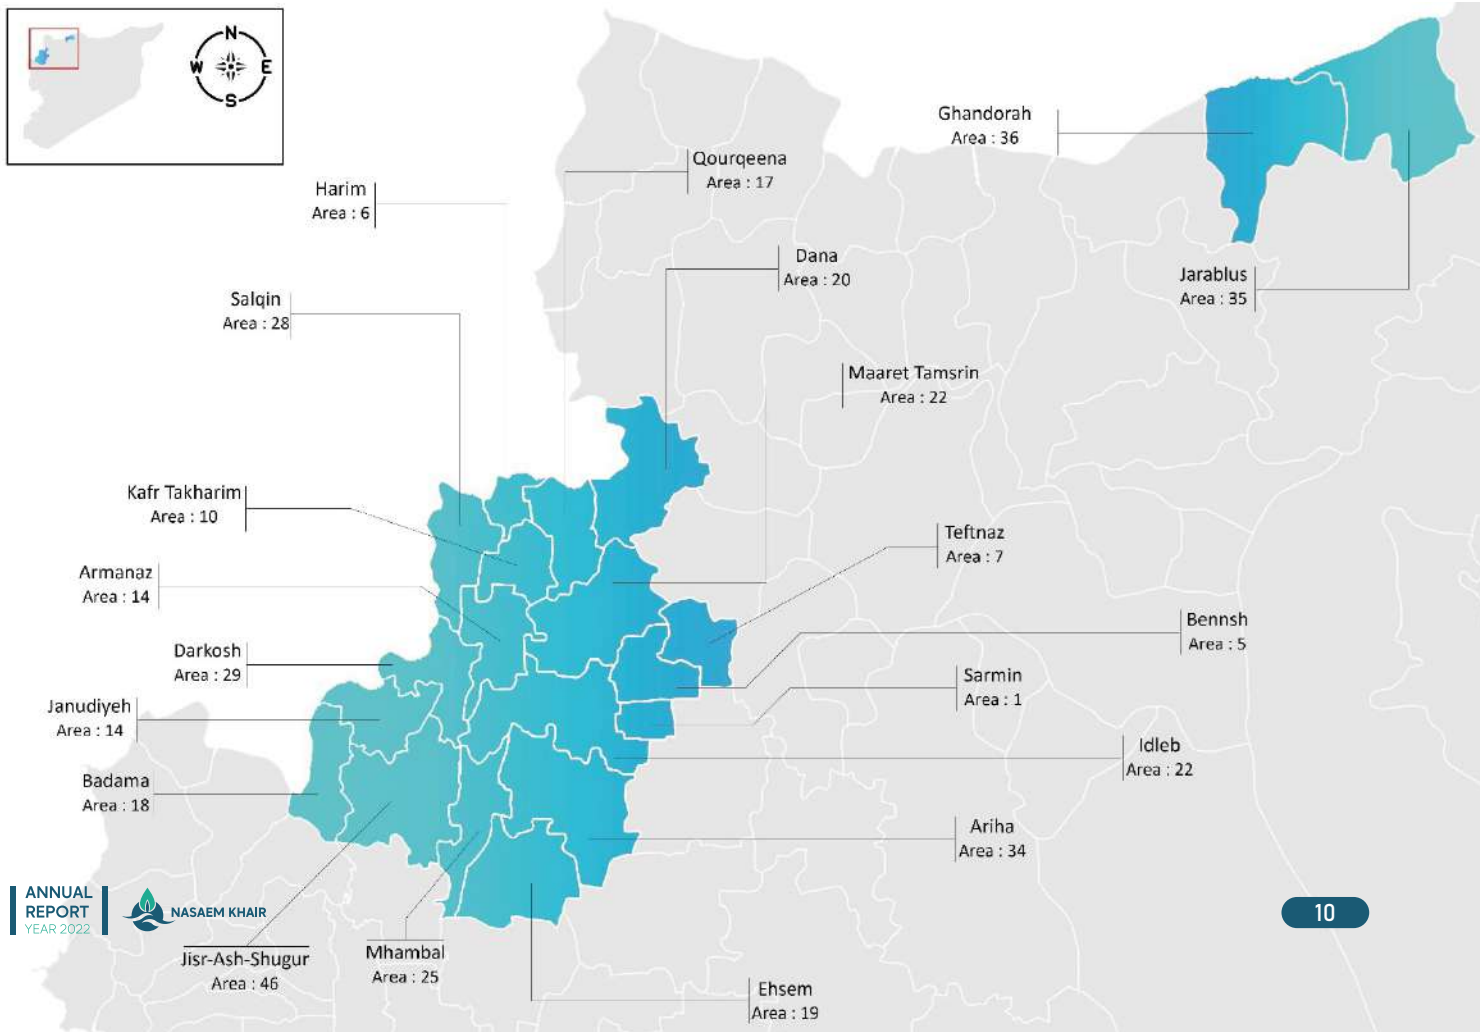 N
W
E
S
Ghandorah
Area : 36
Qourqeena
Area : 17
Harim
Area : 6
Dana
Area : 20
Jarablus
Area : 35
Salqin
Area : 28
Maaret Tamsrin
Area : 22
Kafr Takharim
Area : 10
Teftnaz
Area : 7
Armanaz
Area : 14
Bennsh
Area : 5
Darkosh
Area : 29
Sarmin
Area : 1
Janudiyeh
Area : 14
Idleb
Area : 22
Badama
Area : 18
Ariha
Area : 34
Jisr-Ash-Shugur
Area : 46
Mhambal
Area : 25
Ehsem
Area : 19
ANNUAL
REPORT
YEAR 2022
NASAEM KHAIR
10